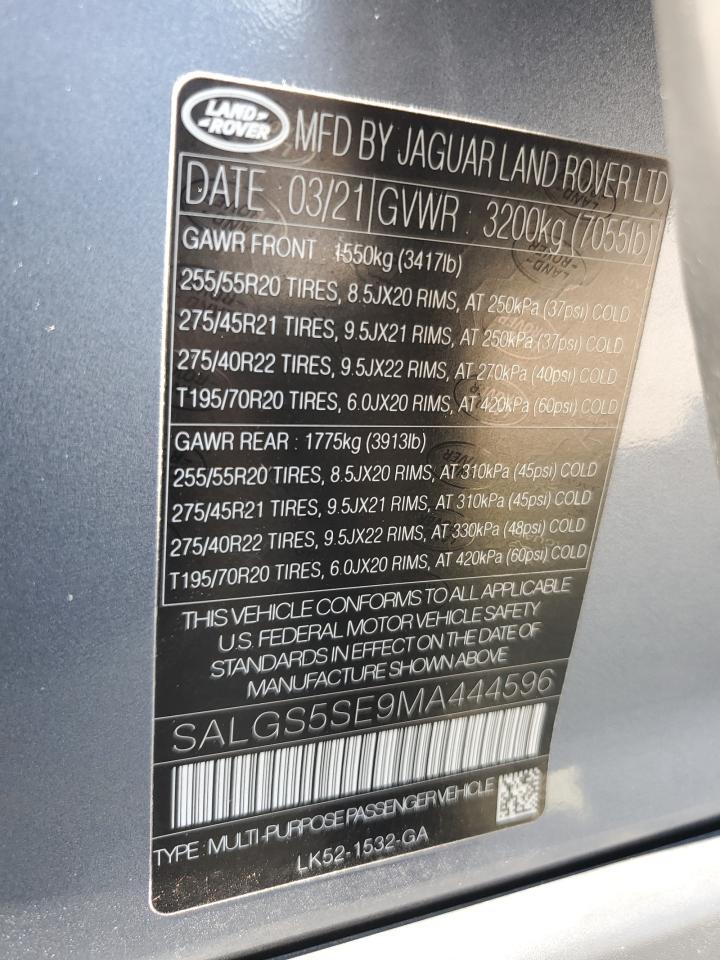 LAND ROVER
MFD BY JAGUAR LAND ROVER LTD
DATE : 03/21 GVWR : 3200kg (7055lb)
GAWR FRONT : 1550kg (3417lb)
255/55R20 TIRES, 8.5JX20 RIMS, AT 250kPa (37psi) COLD
275/45R21 TIRES, 9.5JX21 RIMS, AT 250kPa (37psi) COLD
275/40R22 TIRES, 9.5JX22 RIMS, AT 270kPa (40psi) COLD
T195/70R20 TIRES, 6.0JX20 RIMS, AT 420kPa (60psi) COLD
GAWR REAR : 1775kg (3913lb)
255/55R20 TIRES, 8.5JX20 RIMS, AT 310kPa (45psi) COLD
275/45R21 TIRES, 9.5JX21 RIMS, AT 310kPa (45psi) COLD
275/40R22 TIRES, 9.5JX22 RIMS, AT 330kPa (48psi) COLD
T195/70R20 TIRES, 6.0JX20 RIMS, AT 420kPa (60psi) COLD
THIS VEHICLE CONFORMS TO ALL APPLICABLE
U.S. FEDERAL MOTOR VEHICLE SAFETY
STANDARDS IN EFFECT ON THE DATE OF
MANUFACTURE SHOWN ABOVE
SALGS5SE9MA444596
TYPE : MULTI-PURPOSE PASSENGER VEHICLE
LK52-1532-GA